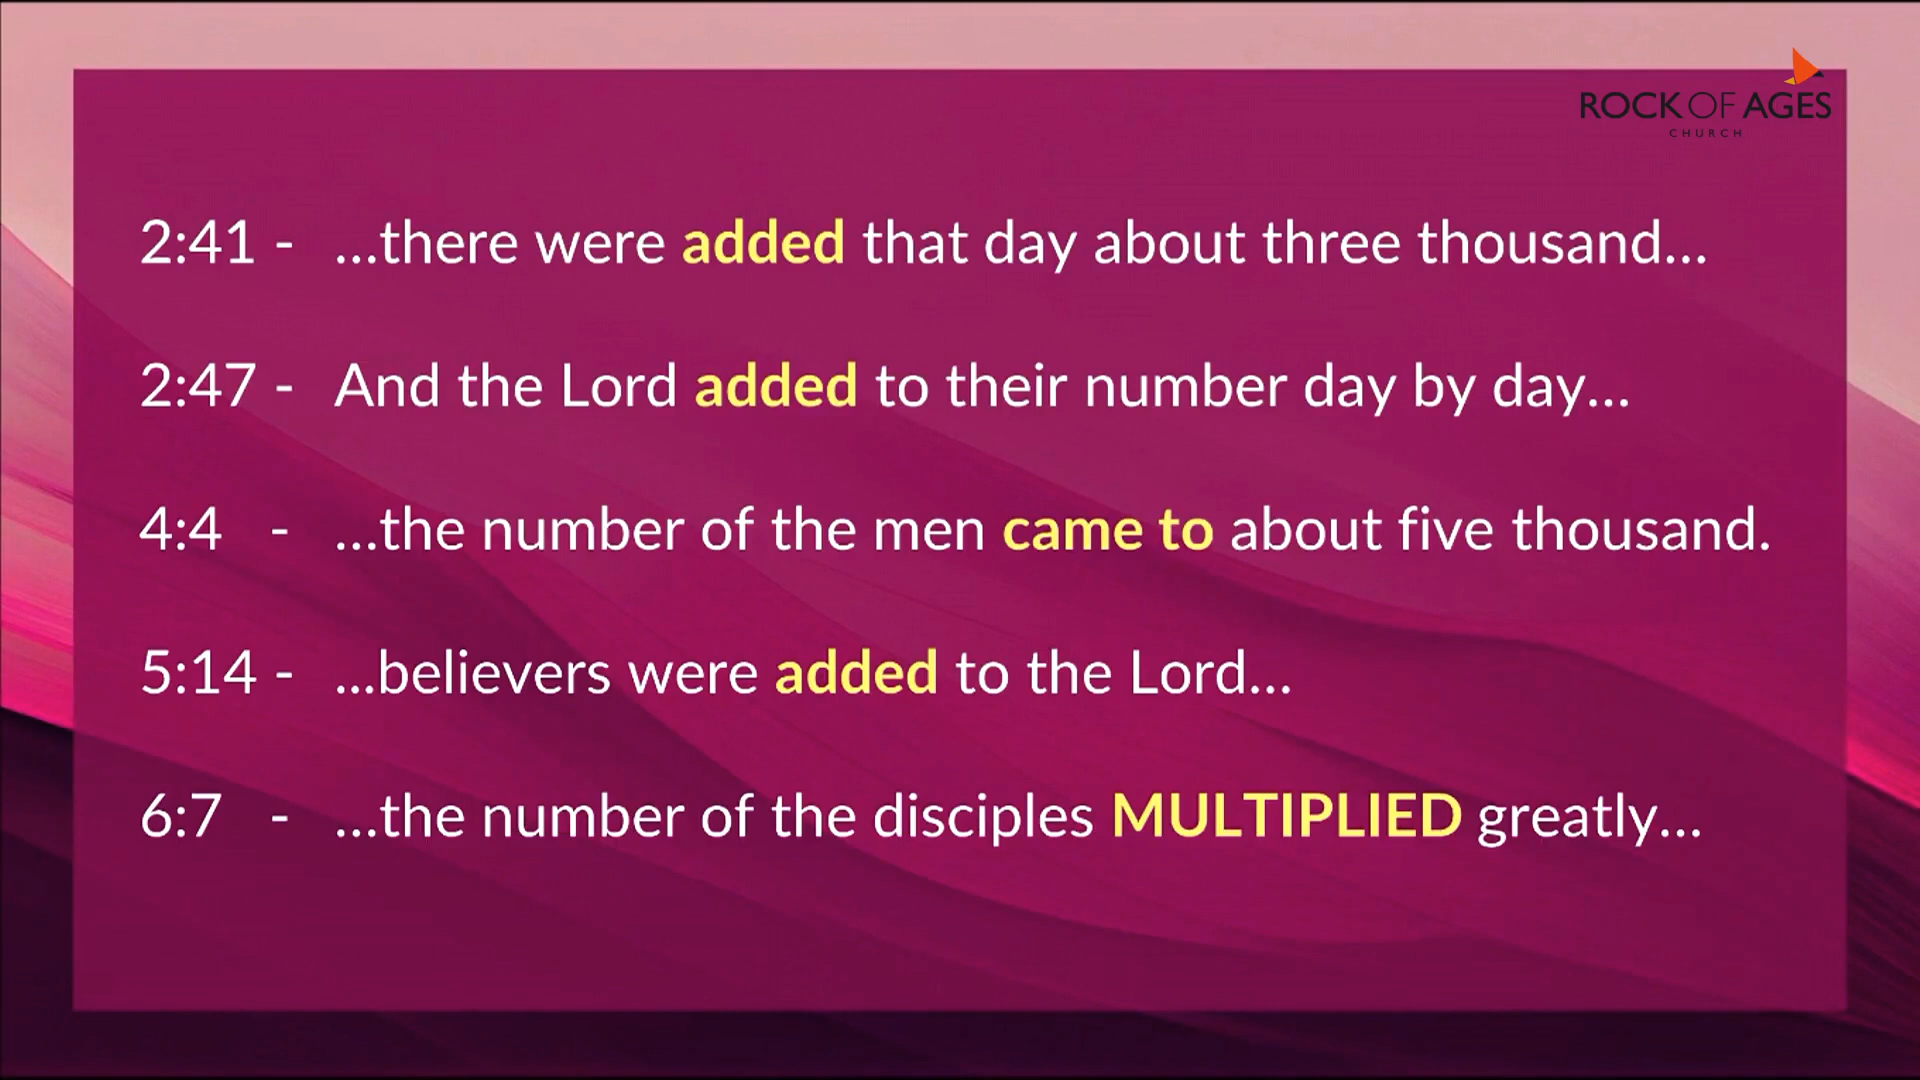 ROCK OF AGES
CHURCH
2:41 - ...there were added that day about three thousand...
2:47 - And the Lord added to their number day by day...
4:4 - ...the number of the men came to about five thousand.
5:14 - ...believers were added to the Lord...
6:7 - ...the number of the disciples MULTIPLIED greatly...